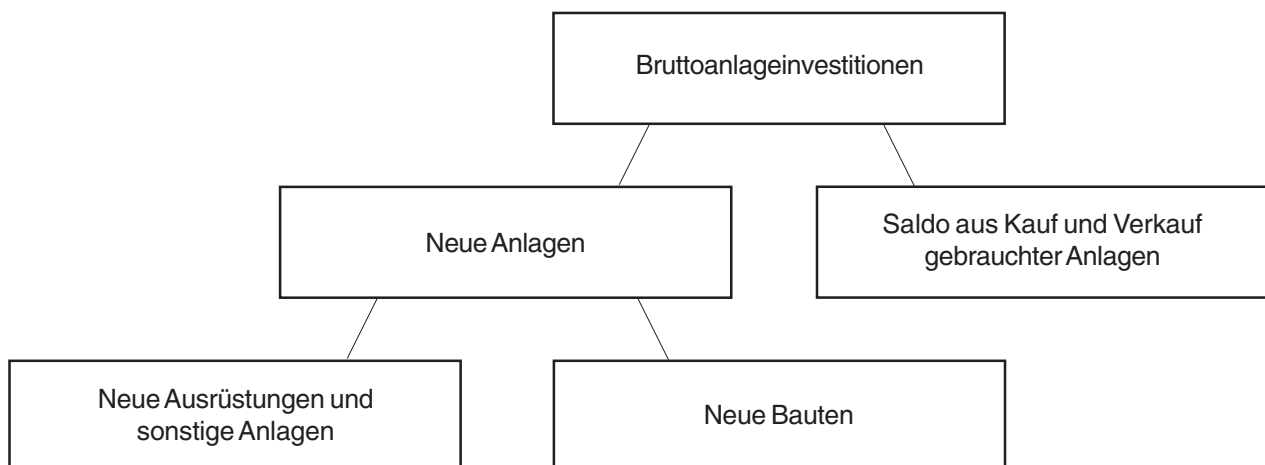 Bruttoanlageinvestitionen
Neue Anlagen
Saldo aus Kauf und Verkauf
gebrauchter Anlagen
Neue Ausrüstungen und
sonstige Anlagen
Neue Bauten